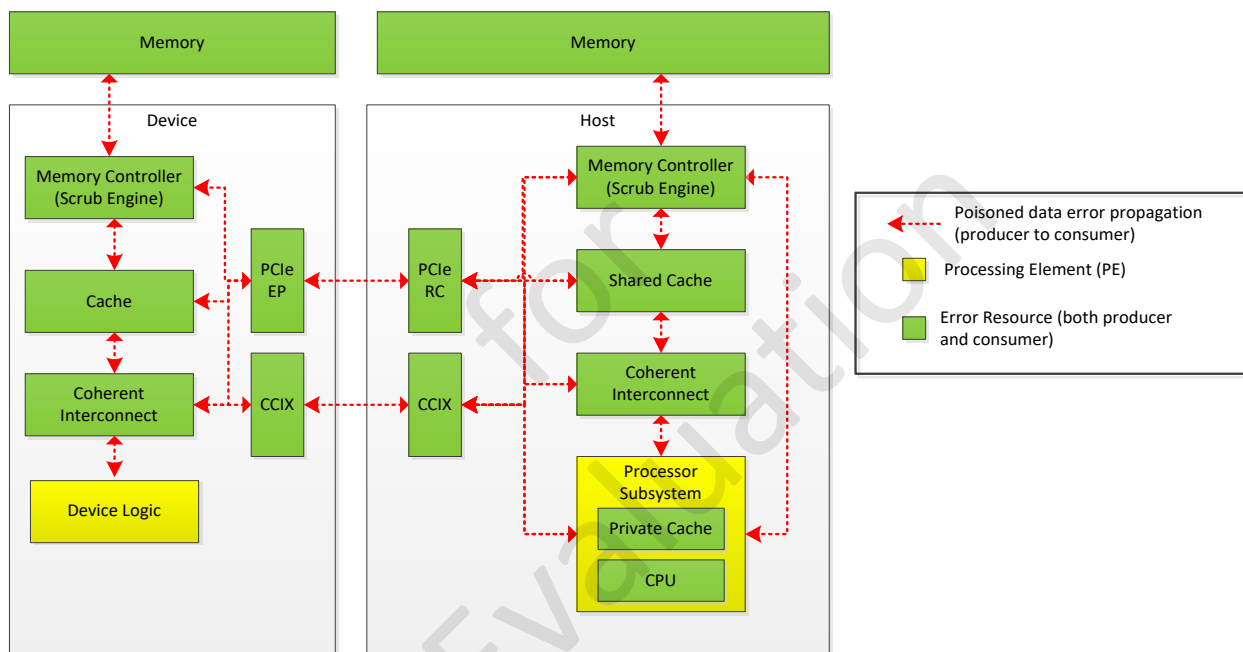 Memory
Memory
Device
Host
Memory Controller
(Scrub Engine)
Cache
Coherent
Interconnect
Device Logic
PCIe
EP
CCIX
PCIe
RC
CCIX
Memory Controller
(Scrub Engine)
Shared Cache
Coherent
Interconnect
Processor
Subsystem
Private Cache
CPU
Poisoned data error propagation
(producer to consumer)
Processing Element (PE)
Error Resource (both producer
and consumer)
for
Evaluation